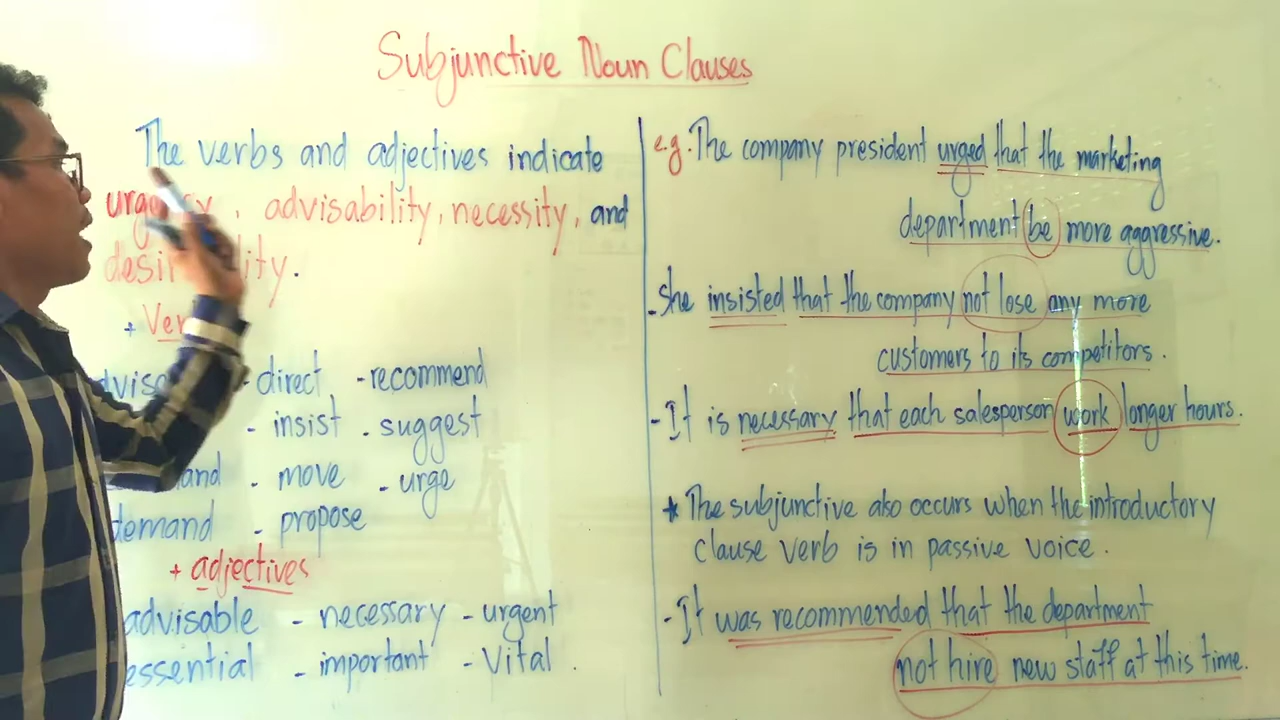 Subjunctive Noun Clauses
The verbs and adjectives indicate
advisability, necessity, and
+
- direct - recommend
- insist - suggest
- move - urge
demand - propose
+ adjectives
advisable - necessary - urgent
essential - important - Vital .
e.g. The company president urged that the marketing
department be more aggressive.
- She insisted that the company not lose any more
customers to its competitors.
- It is necessary that each salesperson work longer hours.
* The subjunctive also occurs when the introductory
clause verb is in passive voice.
- It was recommended that the department
not hire new staff at this time.